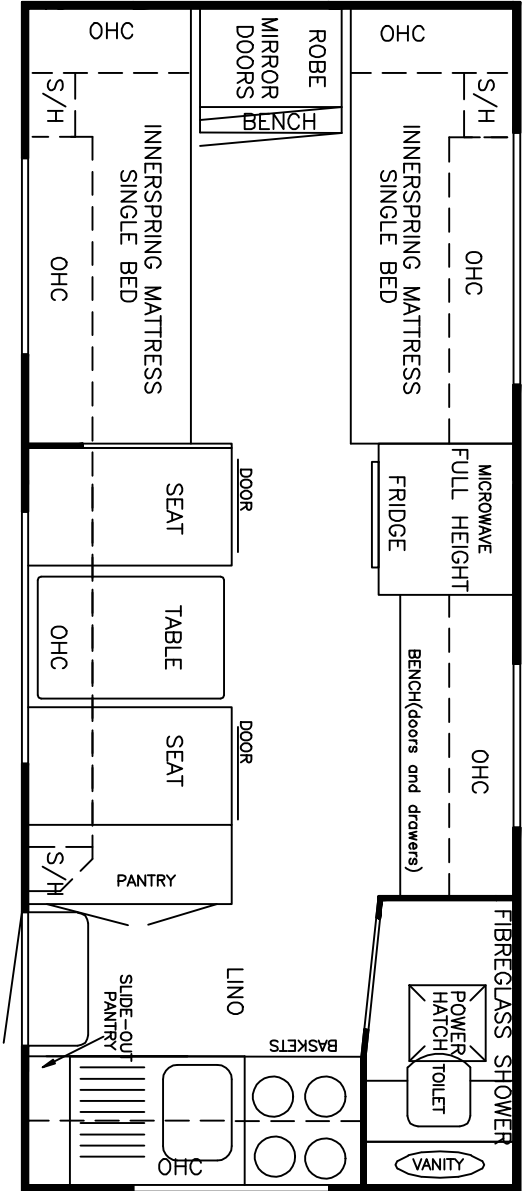 OHC
ROBE
MIRROR
DOORS
OHC
S/H
S/H
BENCH
INNERSPRING MATTRESS
SINGLE BED
INNERSPRING MATTRESS
SINGLE BED
OHC
OHC
SEAT
DOOR
FRIDGE
MICROWAVE
FULL HEIGHT
TABLE
OHC
BENCH(doors and drawers)
OHC
SEAT
DOOR
S/H
PANTRY
FIBREGLASS SHOWER
LINO
SLIDE-OUT
PANTRY
POWER
HATCH
BASKETS
TOILET
OHC
VANITY